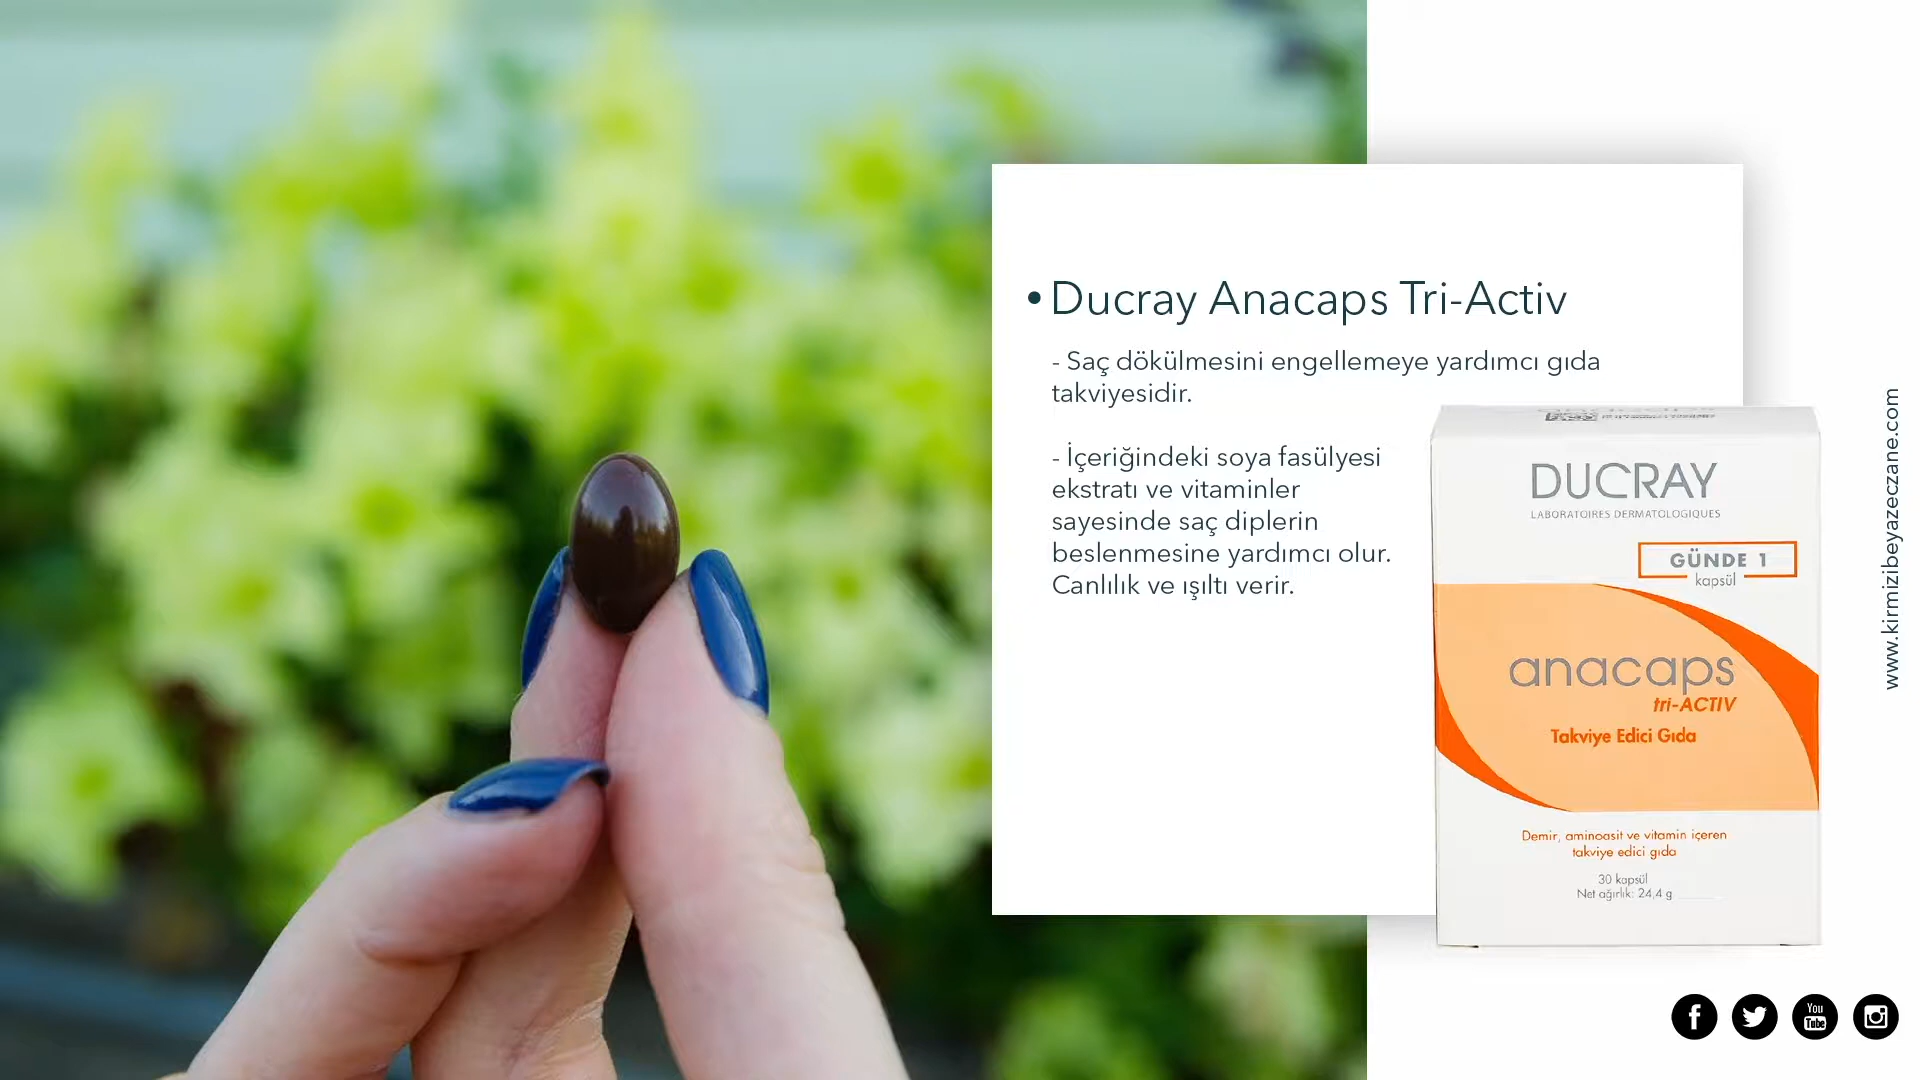 • Ducray Anacaps Tri-Activ
- Saç dökülmesini engellemeye yardımcı gıda
takviyesidir.
- İçeriğindeki soya fasülyesi
ekstratı ve vitaminler
sayesinde saç diplerin
beslenmesine yardımcı olur.
Canlılık ve ışıltı verir.
DUCRAY
LABORATOIRES DERMATOLOGIQUES
GÜNDE 1
kapsül
anacaps
tri-ACTIV
Takviye Edici Gıda
Demir, aminoasit ve vitamin içeren
takviye edici gıda
30 kapsül
Net ağırlık: 24,4 g
www.kirmizibeyazeczane.com
You
Tube